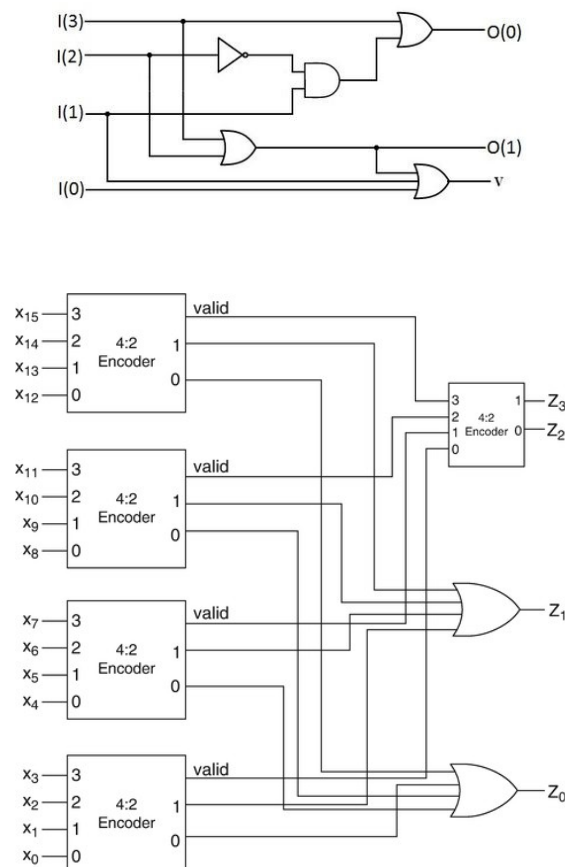 I(3)
O(0)
I(2)
I(1)
O(1)
I(0)
v
x₁₅ 3 valid
x₁₄ 2 4:2 1
x₁₃ 1 Encoder
x₁₂ 0 0
3 1 Z₃
2 4:2
1 Encoder 0 Z₂
0
x₁₁ 3 valid
x₁₀ 2 4:2 1
x₉ 1 Encoder
x₈ 0 0
x₇ 3 valid
x₆ 2 4:2 1
x₅ 1 Encoder
x₄ 0 0
Z₁
x₃ 3 valid
x₂ 2 4:2 1
x₁ 1 Encoder
x₀ 0 0
Z₀